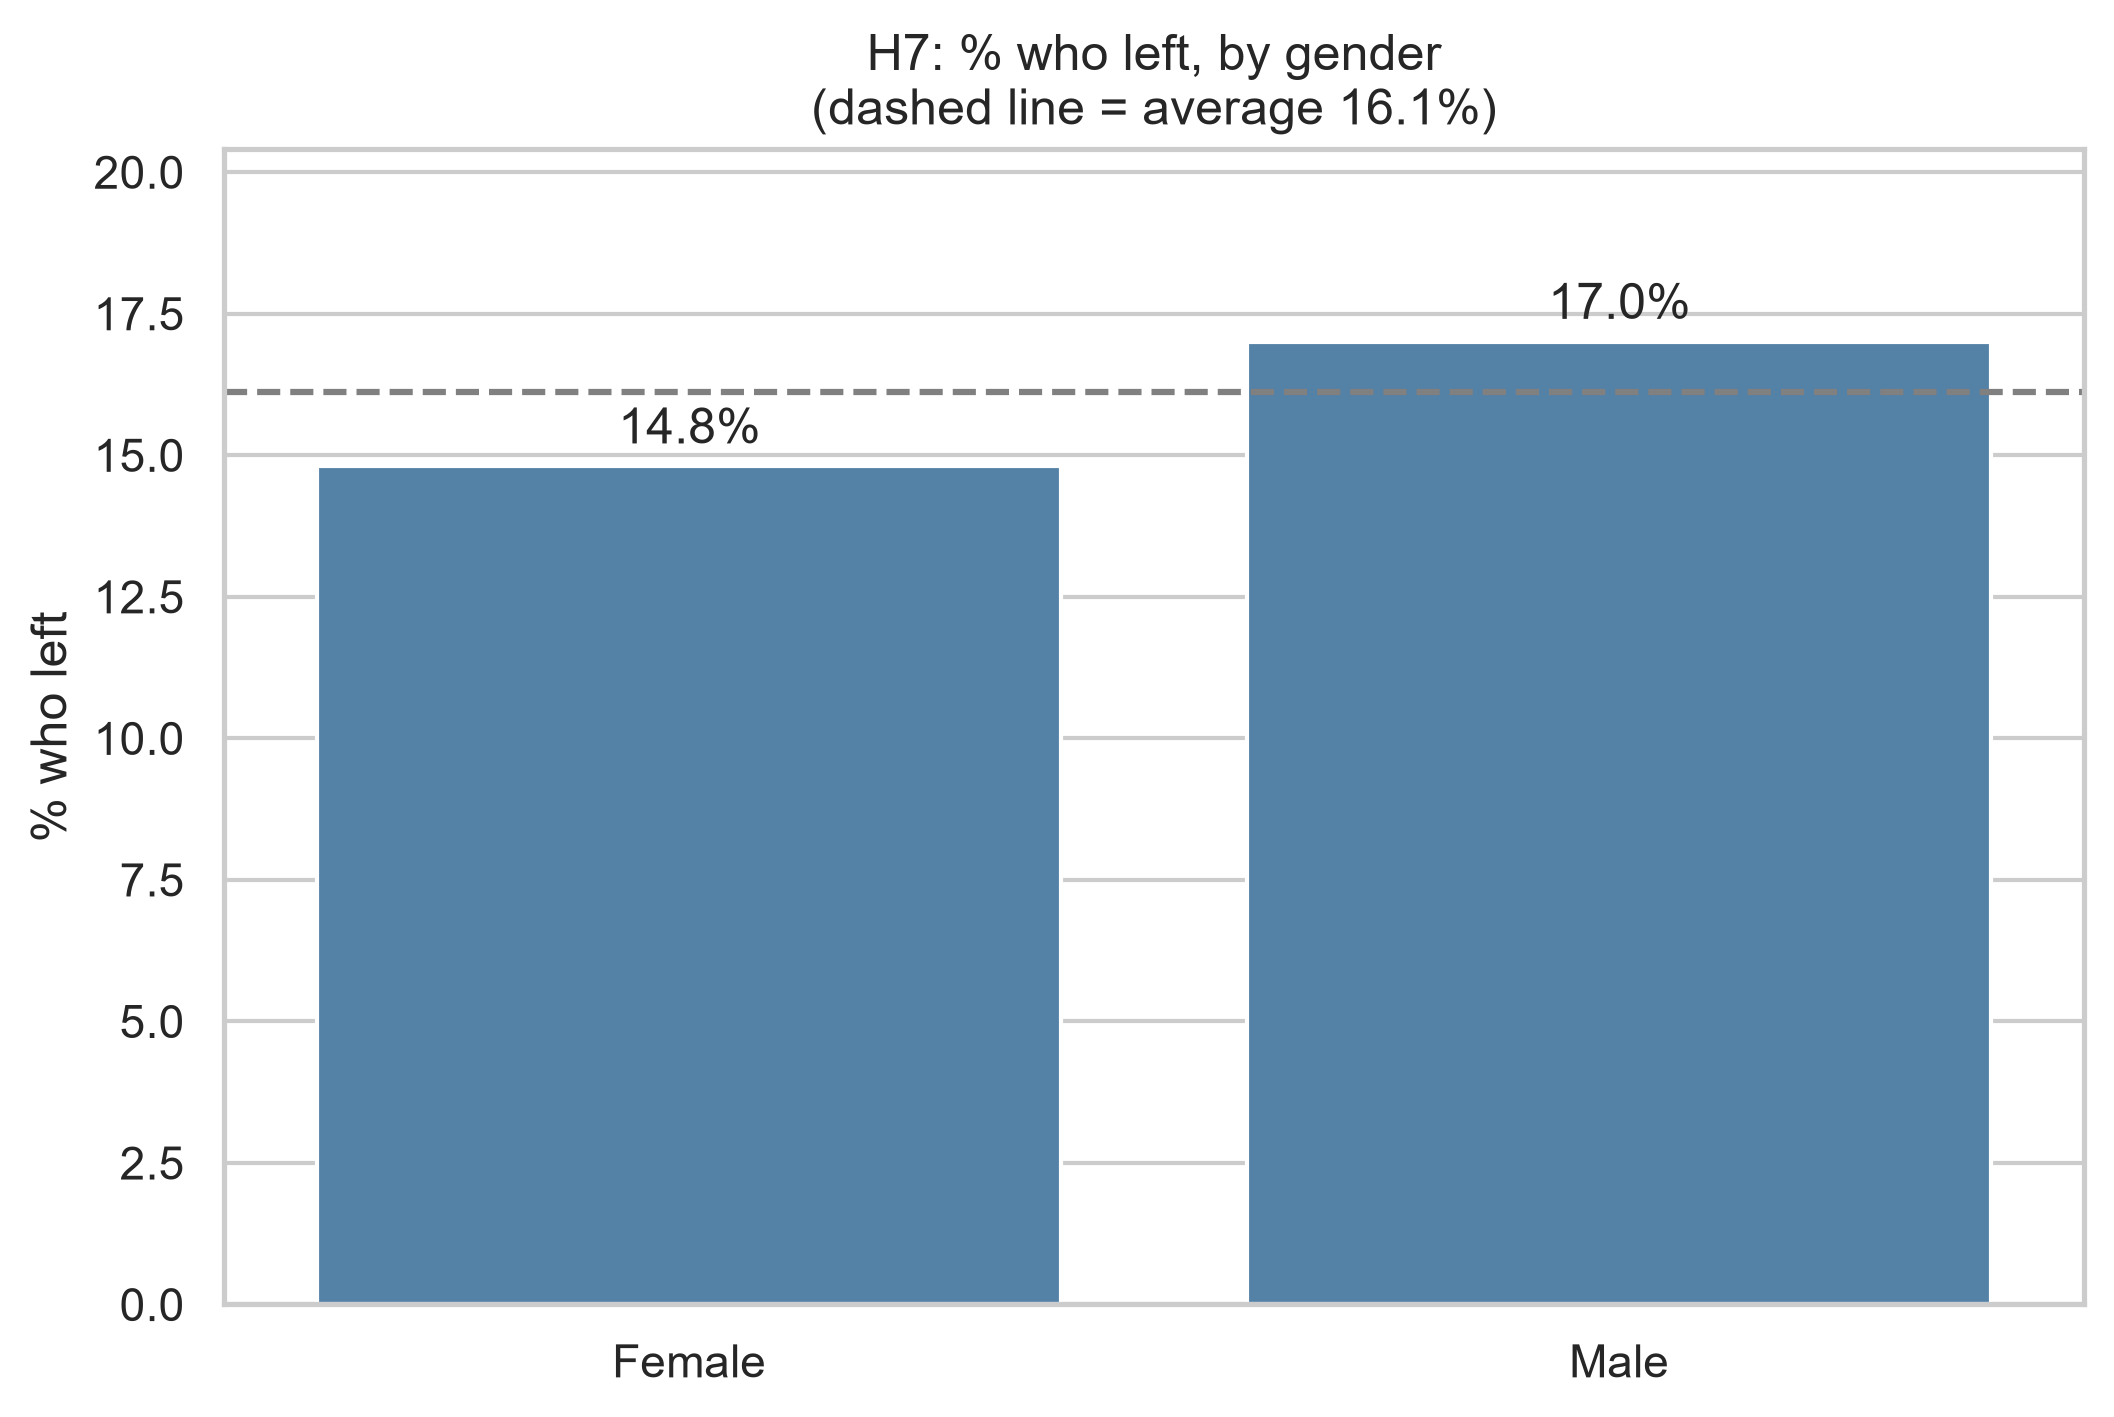 H7: % who left, by gender
(dashed line = average 16.1%)
20.0
17.5
15.0
12.5
10.0
7.5
5.0
2.5
0.0
% who left
14.8%
17.0%
Female
Male